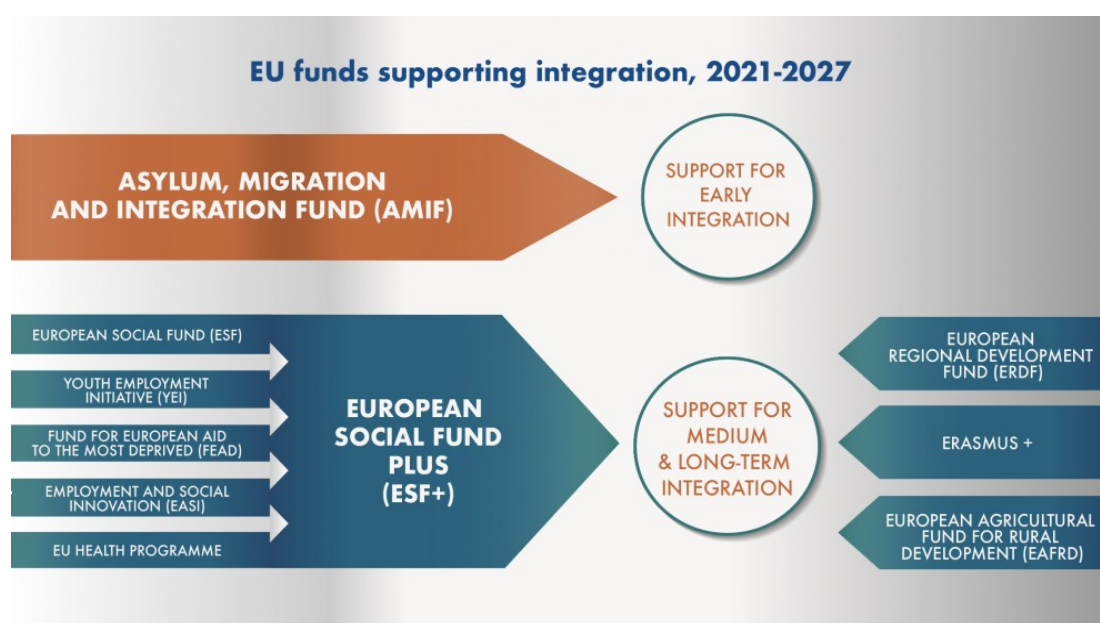 EU funds supporting integration, 2021-2027
ASYLUM, MIGRATION
AND INTEGRATION FUND (AMIF)
SUPPORT FOR
EARLY
INTEGRATION
EUROPEAN SOCIAL FUND (ESF)
YOUTH EMPLOYMENT
INITIATIVE (YEI)
FUND FOR EUROPEAN AID
TO THE MOST DEPRIVED (FEAD)
EMPLOYMENT AND SOCIAL
INNOVATION (EASI)
EU HEALTH PROGRAMME
EUROPEAN
SOCIAL FUND
PLUS
(ESF+)
SUPPORT FOR
MEDIUM
& LONG-TERM
INTEGRATION
EUROPEAN
REGIONAL DEVELOPMENT
FUND (ERDF)
ERASMUS +
EUROPEAN AGRICULTURAL
FUND FOR RURAL
DEVELOPMENT (EAFRD)